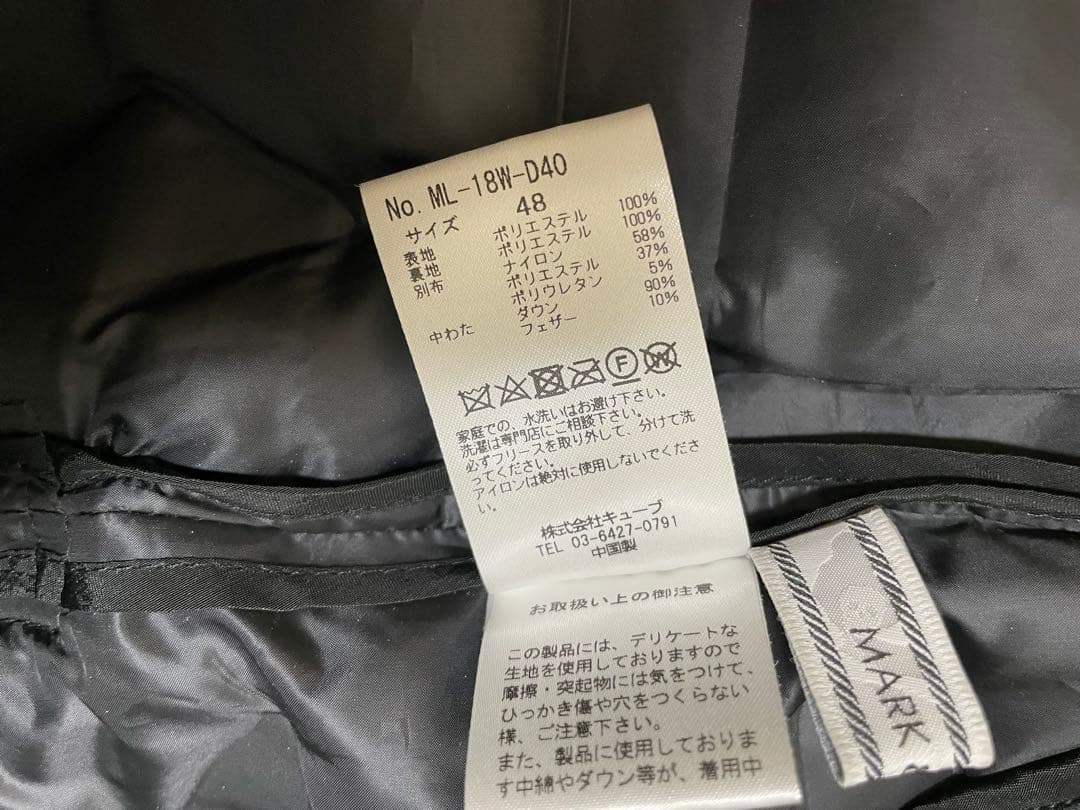 No. ML-18W-D40
サイズ 48
表地 ポリエステル 100%
裏地 ポリエステル 100%
別布 ナイロン 58%
ポリエステル 37%
ポリウレタン 5%
中わた ダウン 90%
フェザー 10%
F W
家庭での、水洗いはお避け下さい。
洗濯は専門店にご相談下さい。
必ずフリースを取り外して、分けて洗
ってください。
アイロンは絶対に使用しないでくださ
い。
株式会社キューブ
TEL 03-6427-0791
中国製
お取扱い上の御注意
この製品には、デリケートな
生地を使用しておりますので
摩擦・突起物には気をつけて、
ひっかき傷や穴をつくらない
様、ご注意下さい。
また、製品に使用しておりま
す中綿やダウン等が、着用中
MARK &